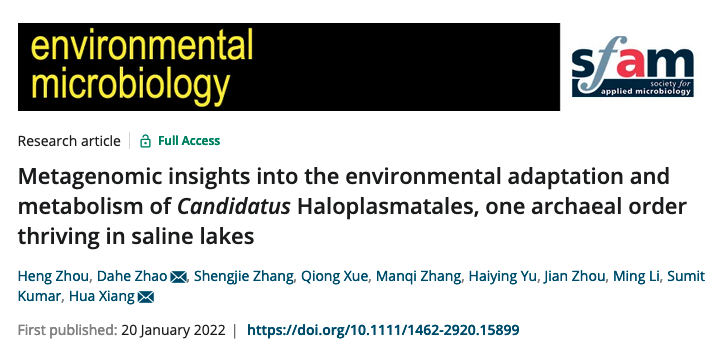 environmental
microbiology
sfam
society for
applied microbiology
Research article Full Access
Metagenomic insights into the environmental adaptation and
metabolism of Candidatus Haloplasmatales, one archaeal order
thriving in saline lakes
Heng Zhou, Dahe Zhao, Shengjie Zhang, Qiong Xue, Manqi Zhang, Haiying Yu, Jian Zhou, Ming Li, Sumit
Kumar, Hua Xiang
First published: 20 January 2022 | https://doi.org/10.1111/1462-2920.15899